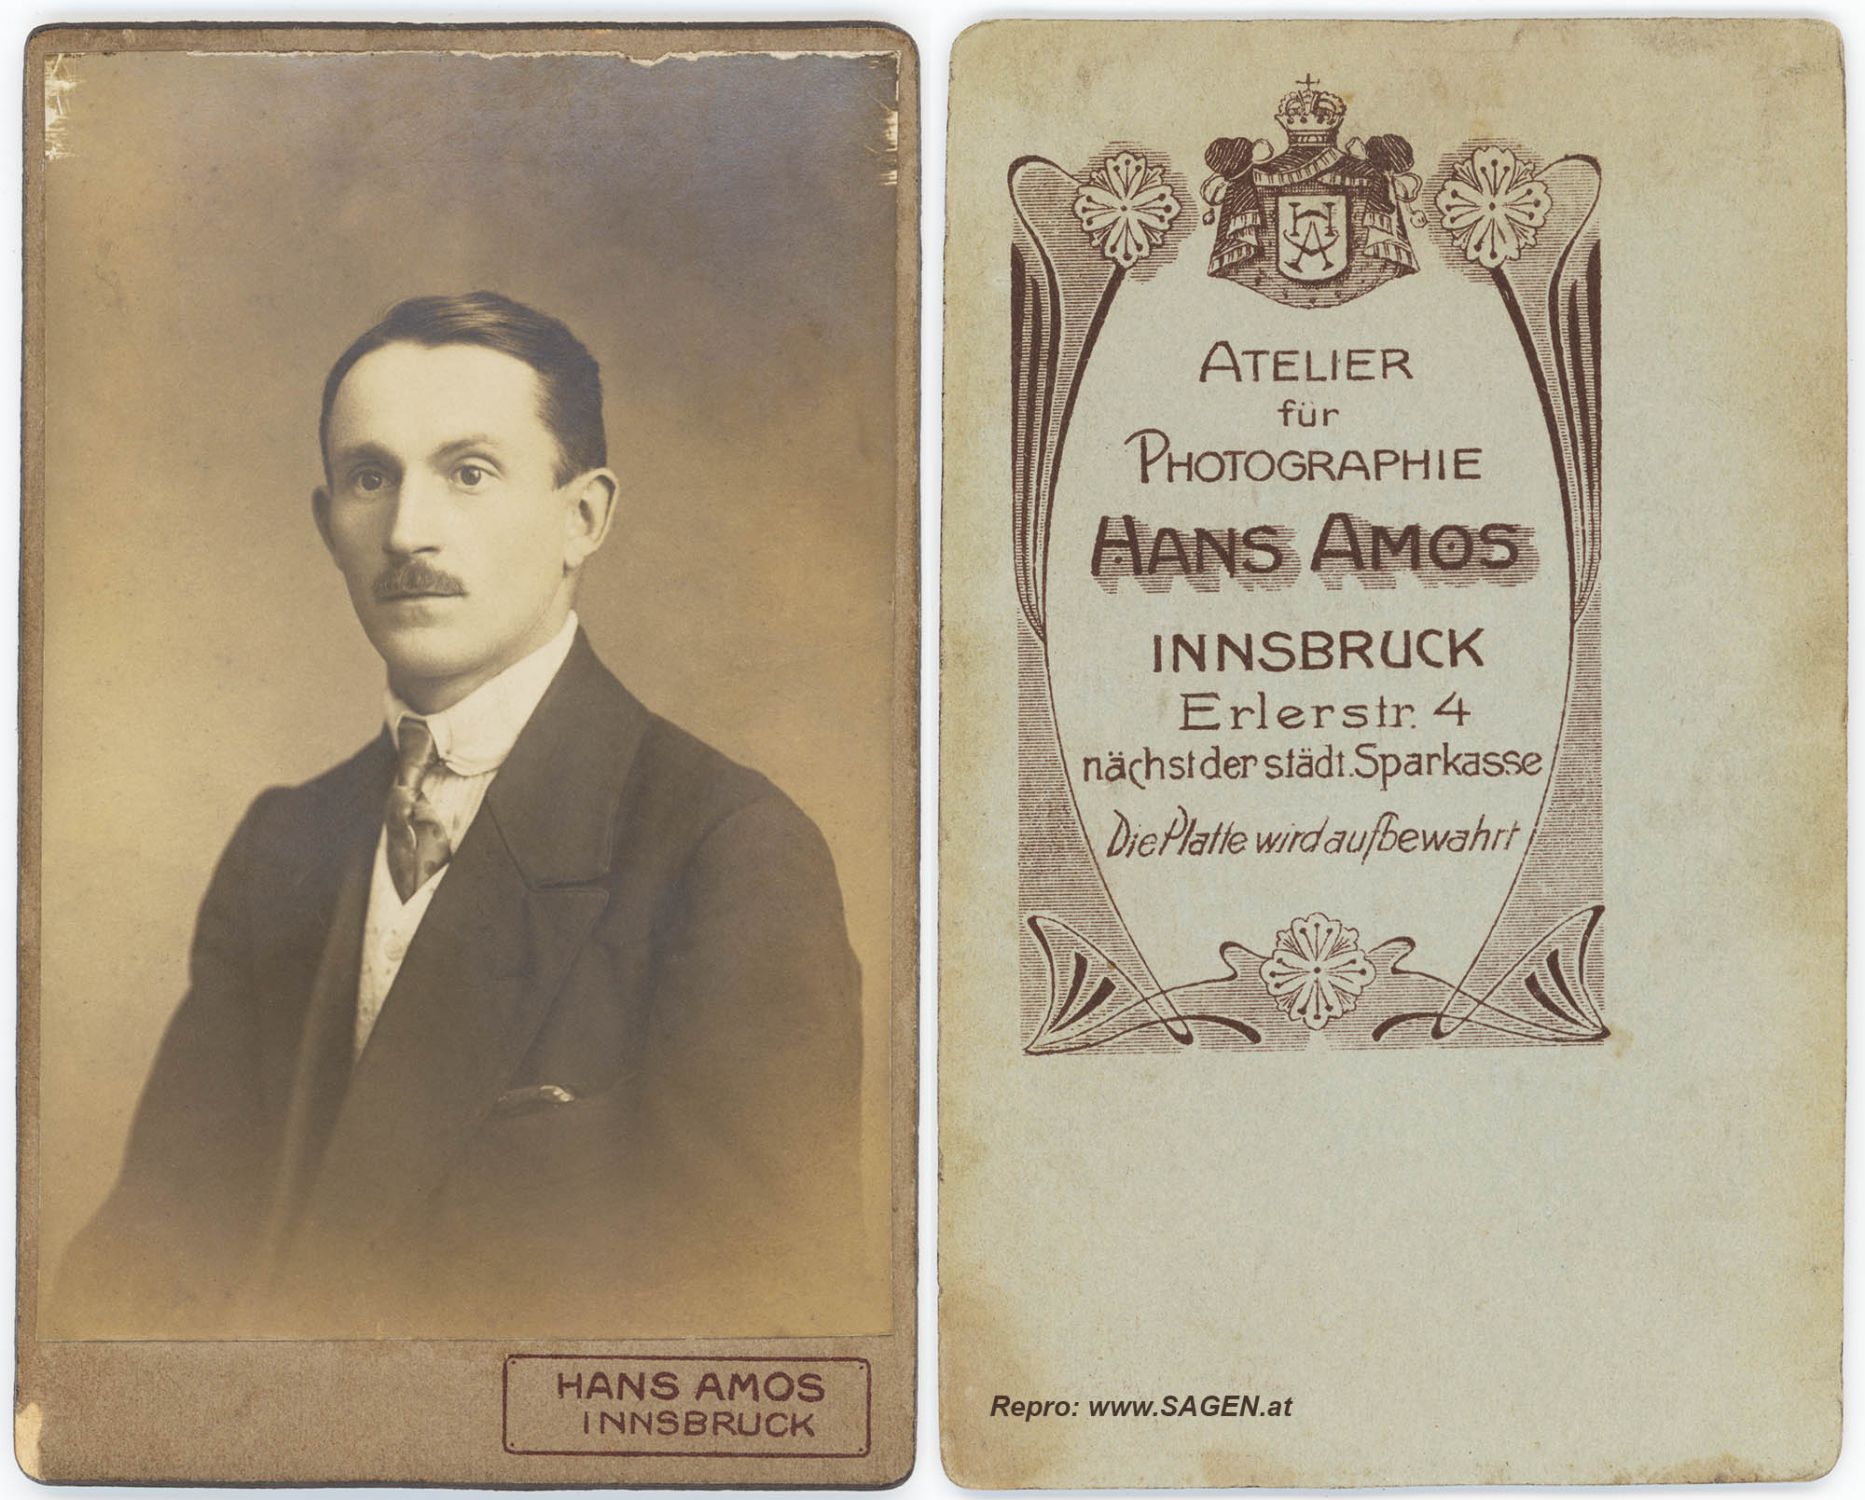 HANS AMOS
INNSBRUCK
HA
ATELIER
für
PHOTOGRAPHIE
HANS AMOS
INNSBRUCK
Erlerstr. 4
nächst der städt. Sparkasse
Die Platte wird aufbewahrt
Repro: www.SAGEN.at